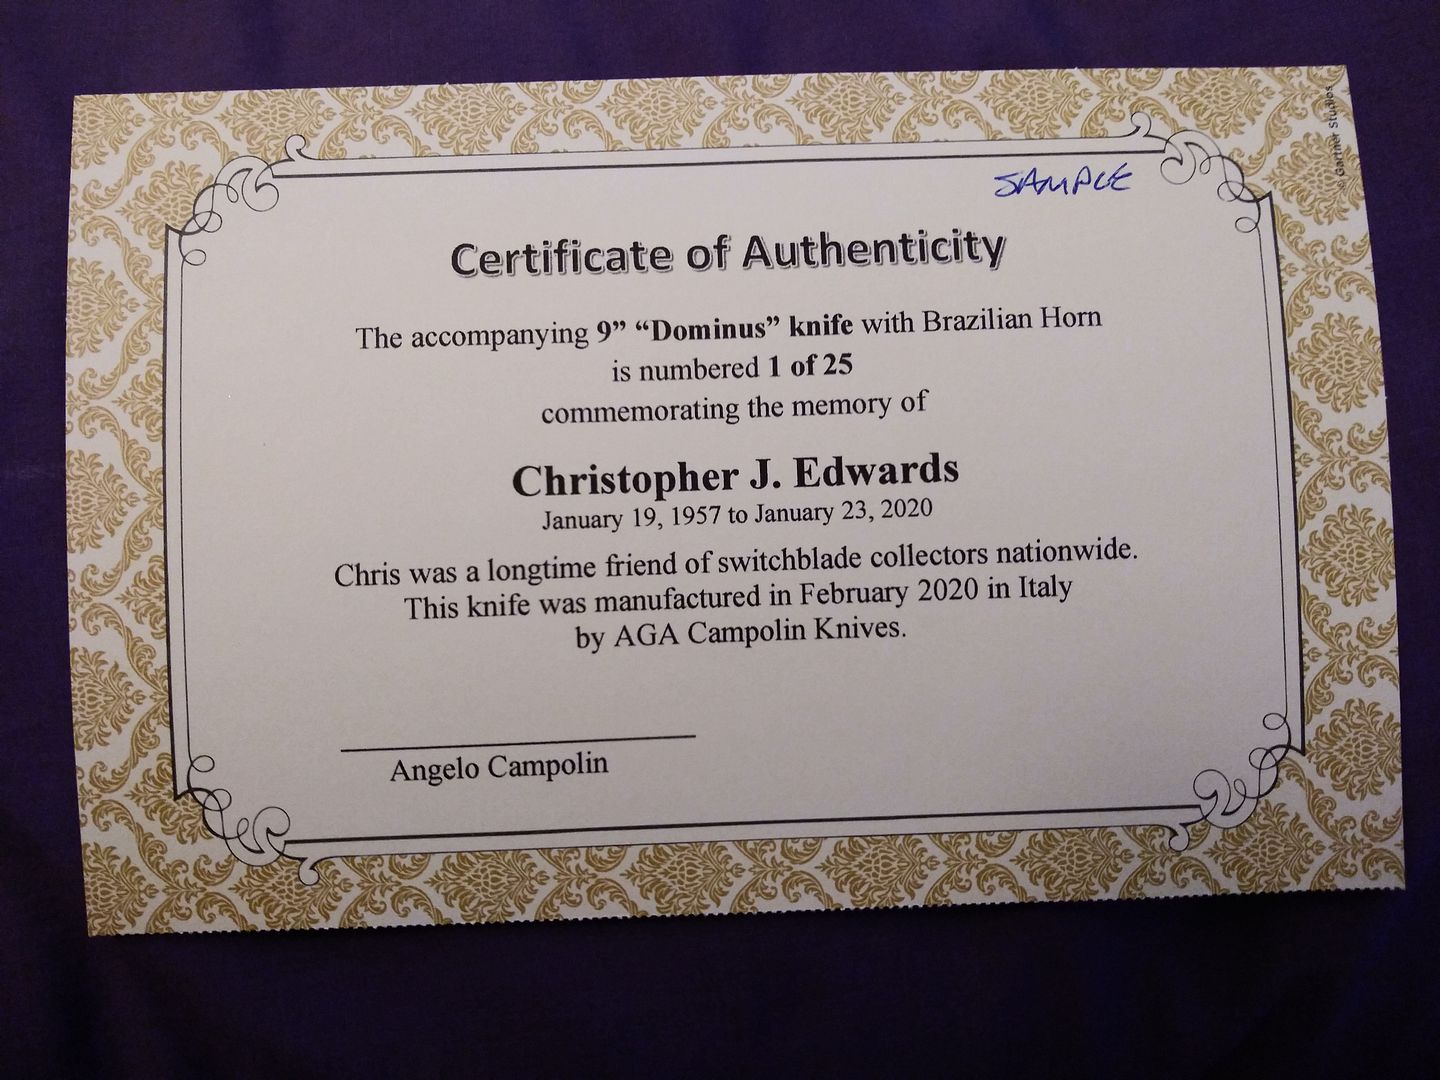 © Gartner Studios
SAMPLE
Certificate of Authenticity
The accompanying 9” “Dominus” knife with Brazilian Horn
is numbered 1 of 25
commemorating the memory of
Christopher J. Edwards
January 19, 1957 to January 23, 2020
Chris was a longtime friend of switchblade collectors nationwide.
This knife was manufactured in February 2020 in Italy
by AGA Campolin Knives.
Angelo Campolin